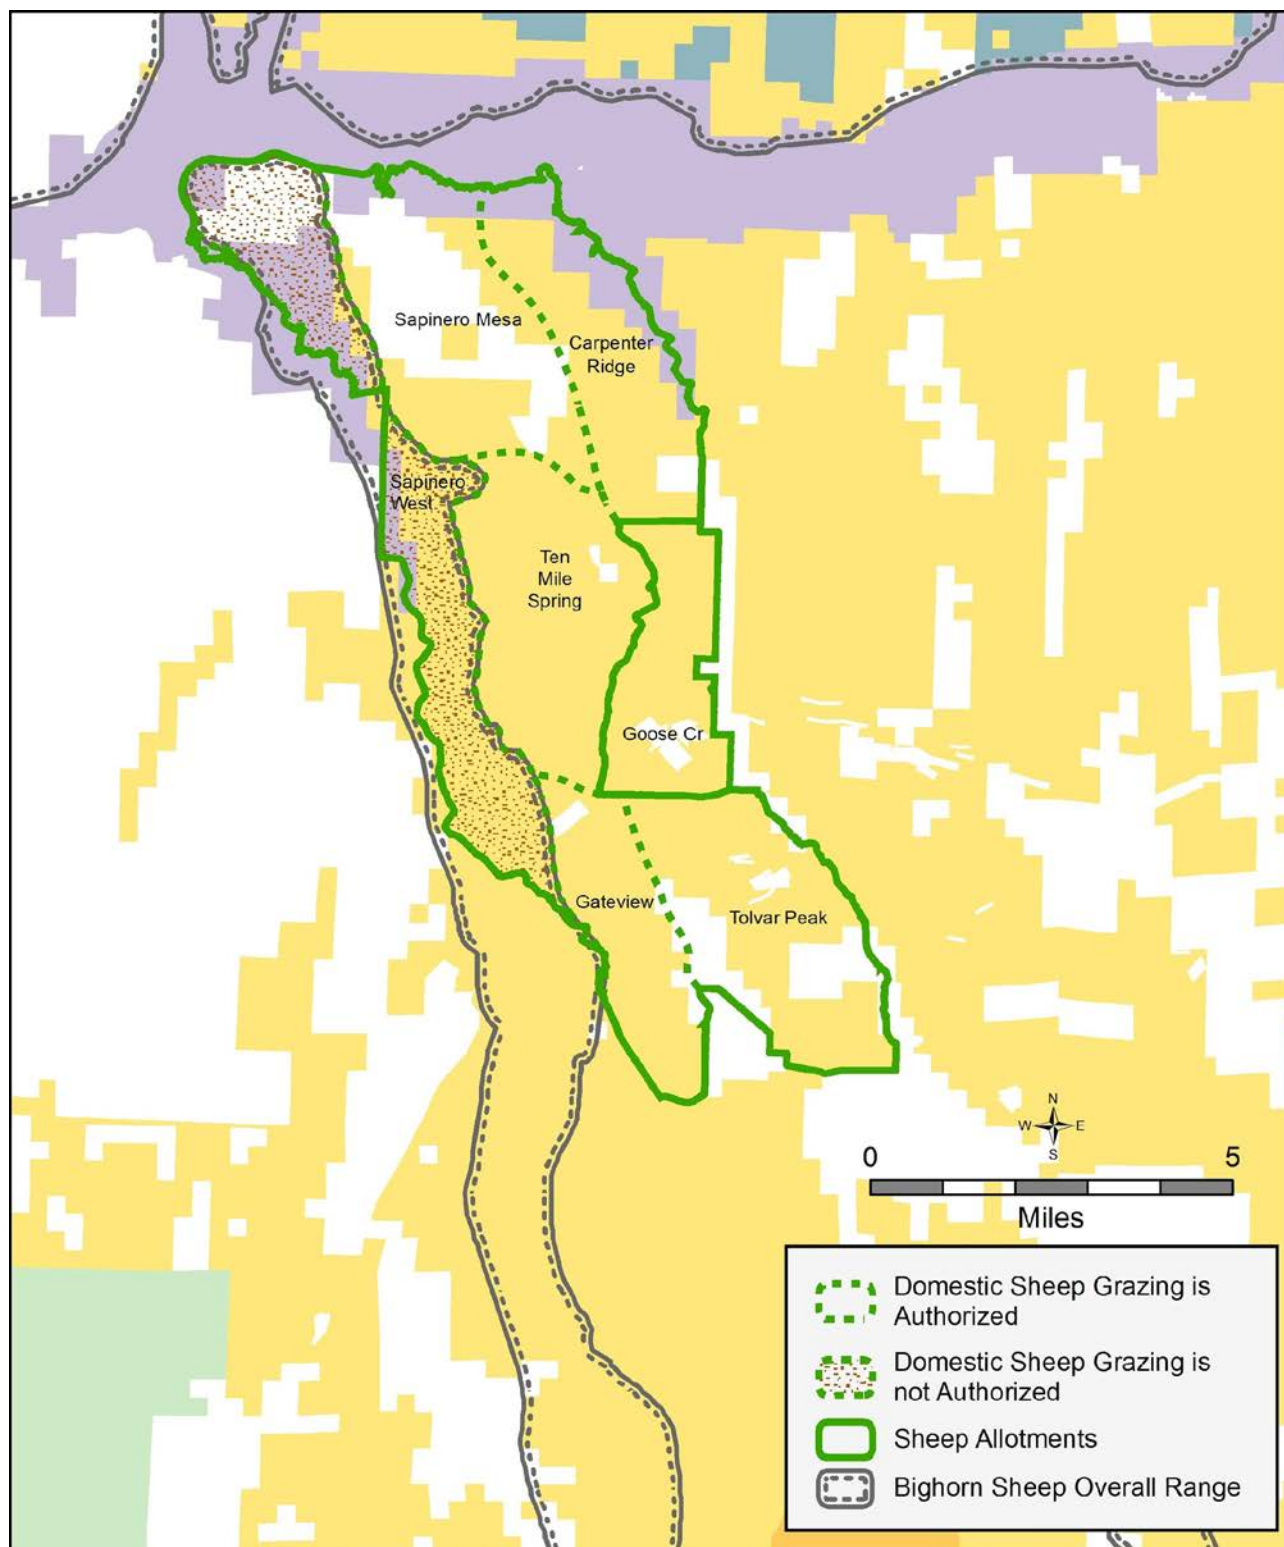 Sapinero Mesa
Carpenter
Ridge
Sapinero
West
Ten
Mile
Spring
Goose Cr
Gateview
Tolvar Peak
N
W E
S
0 5
Miles
Domestic Sheep Grazing is
Authorized
Domestic Sheep Grazing is
not Authorized
Sheep Allotments
Bighorn Sheep Overall Range